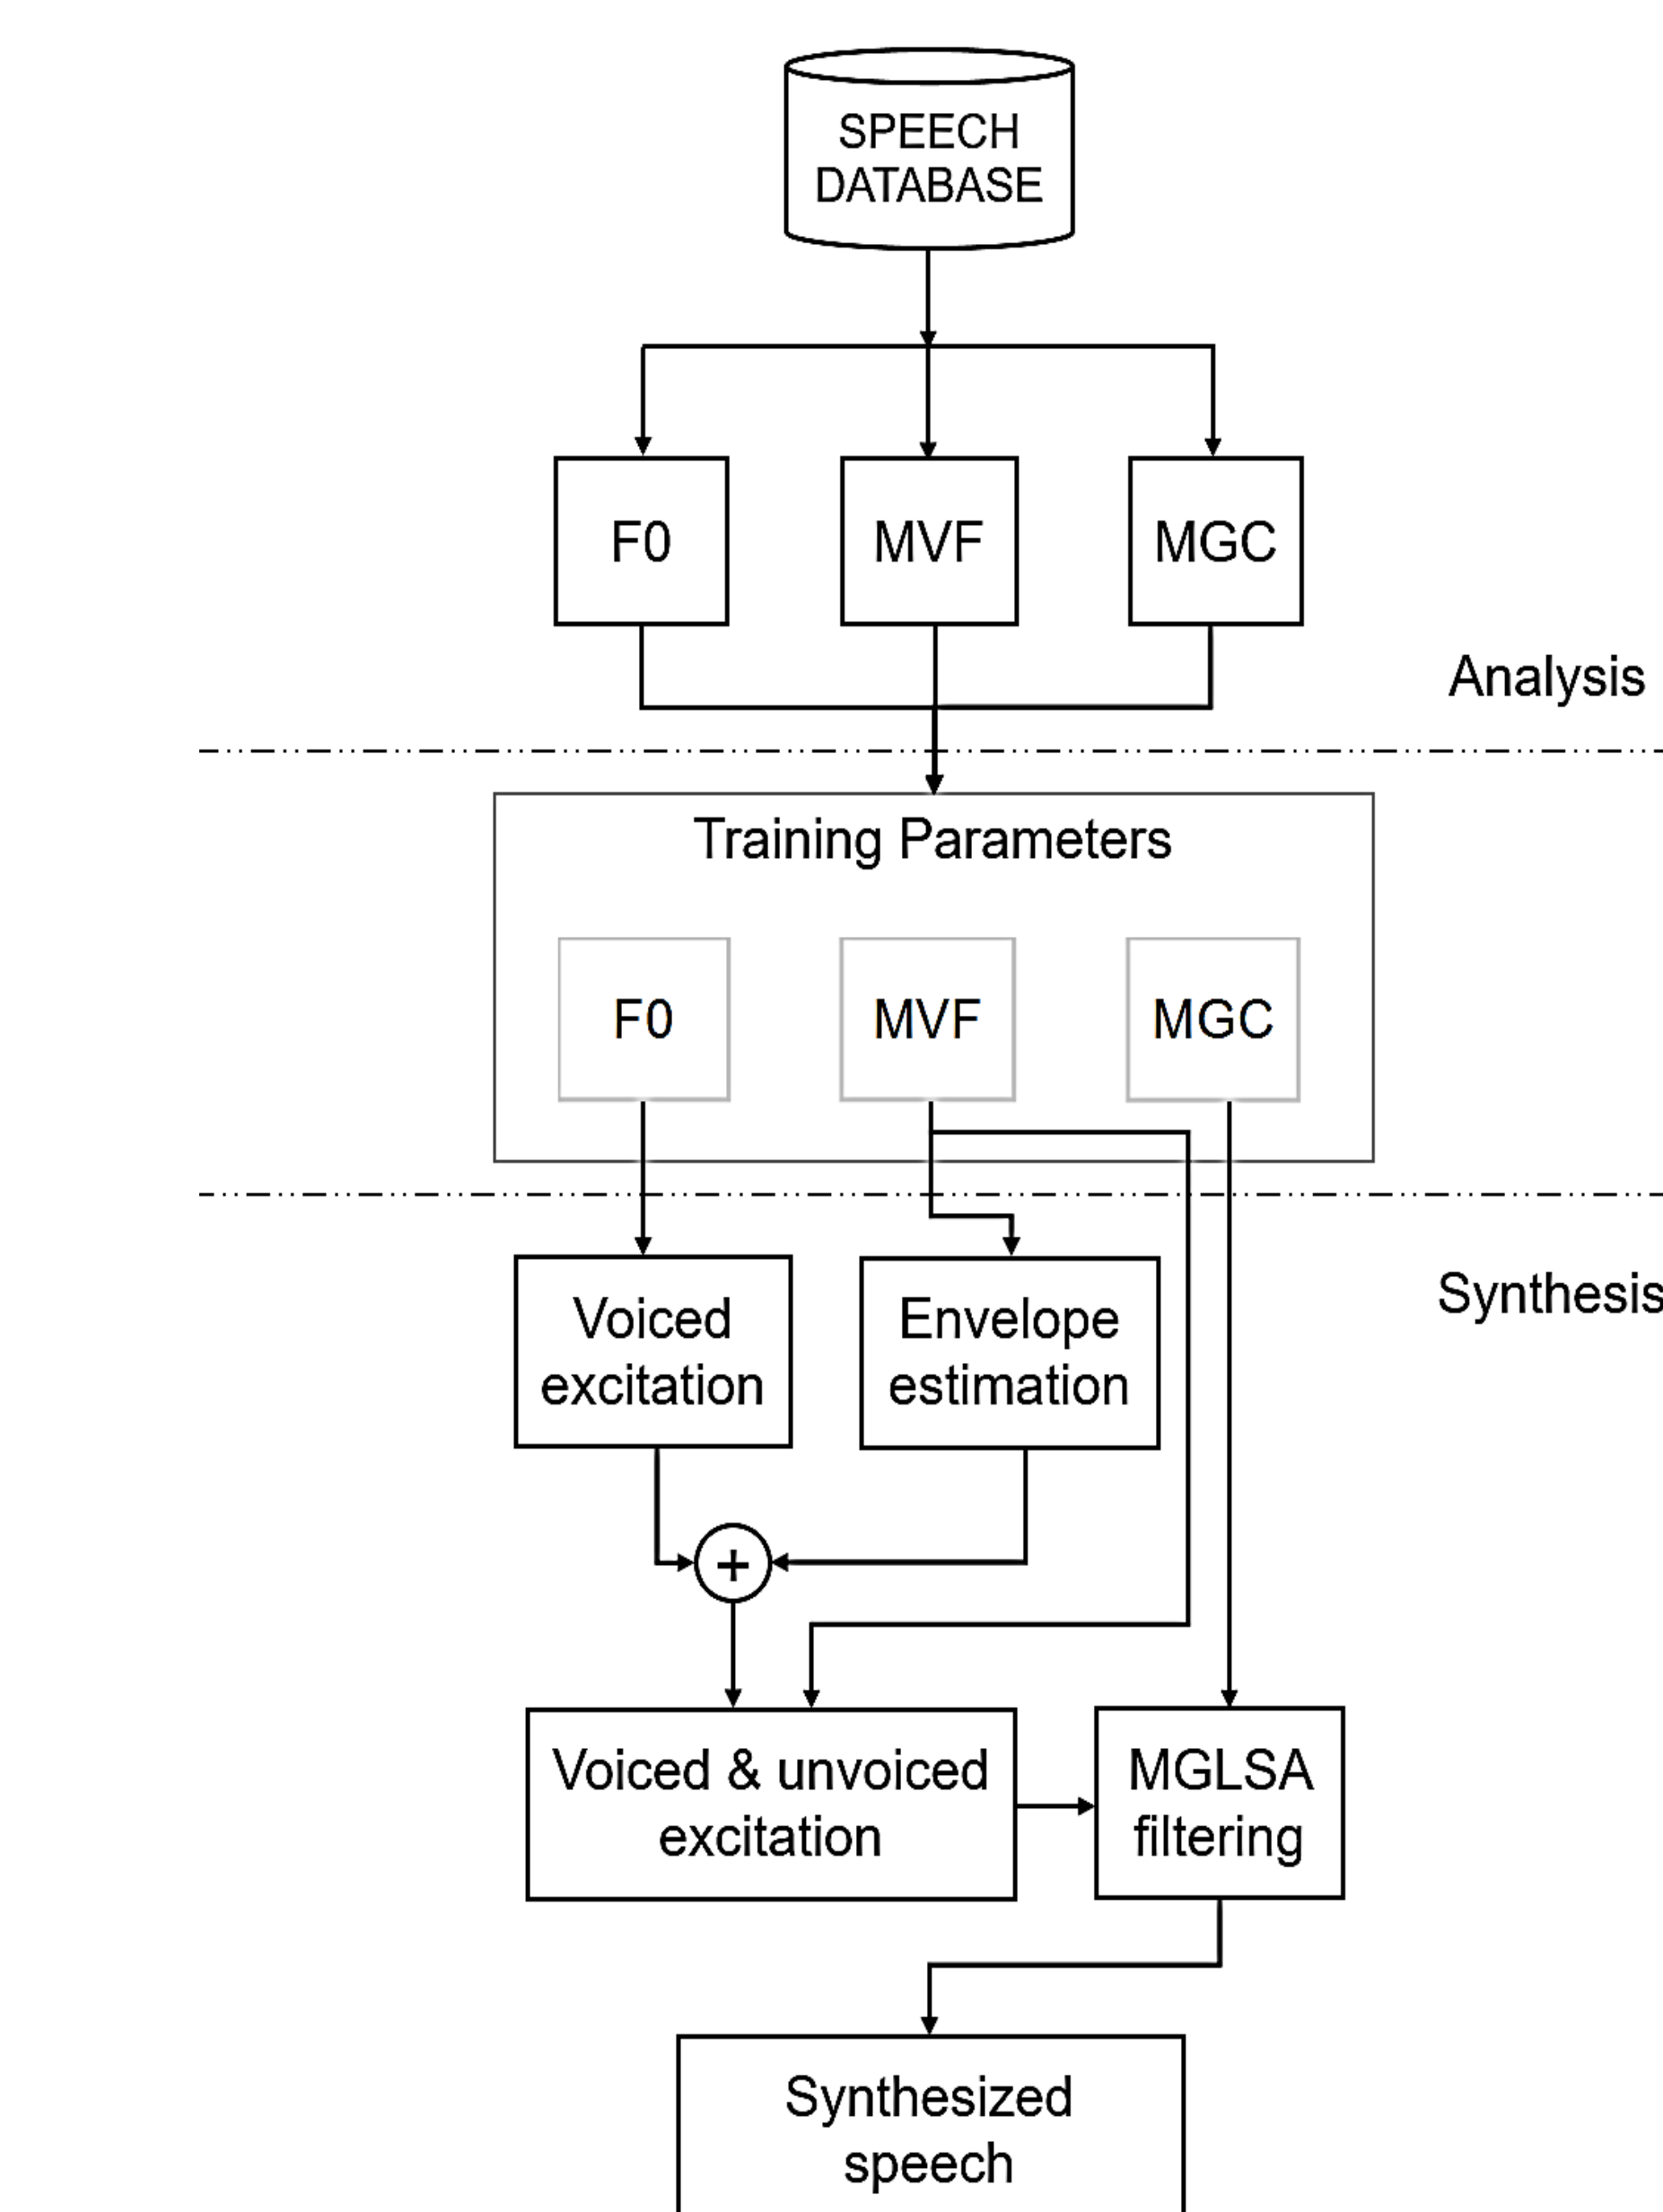 SPEECH
DATABASE
F0
MVF
MGC
Analysis
Training Parameters
F0
MVF
MGC
Synthesis
Voiced
excitation
Envelope
estimation
+
Voiced & unvoiced
excitation
MGLSA
filtering
Synthesized
speech